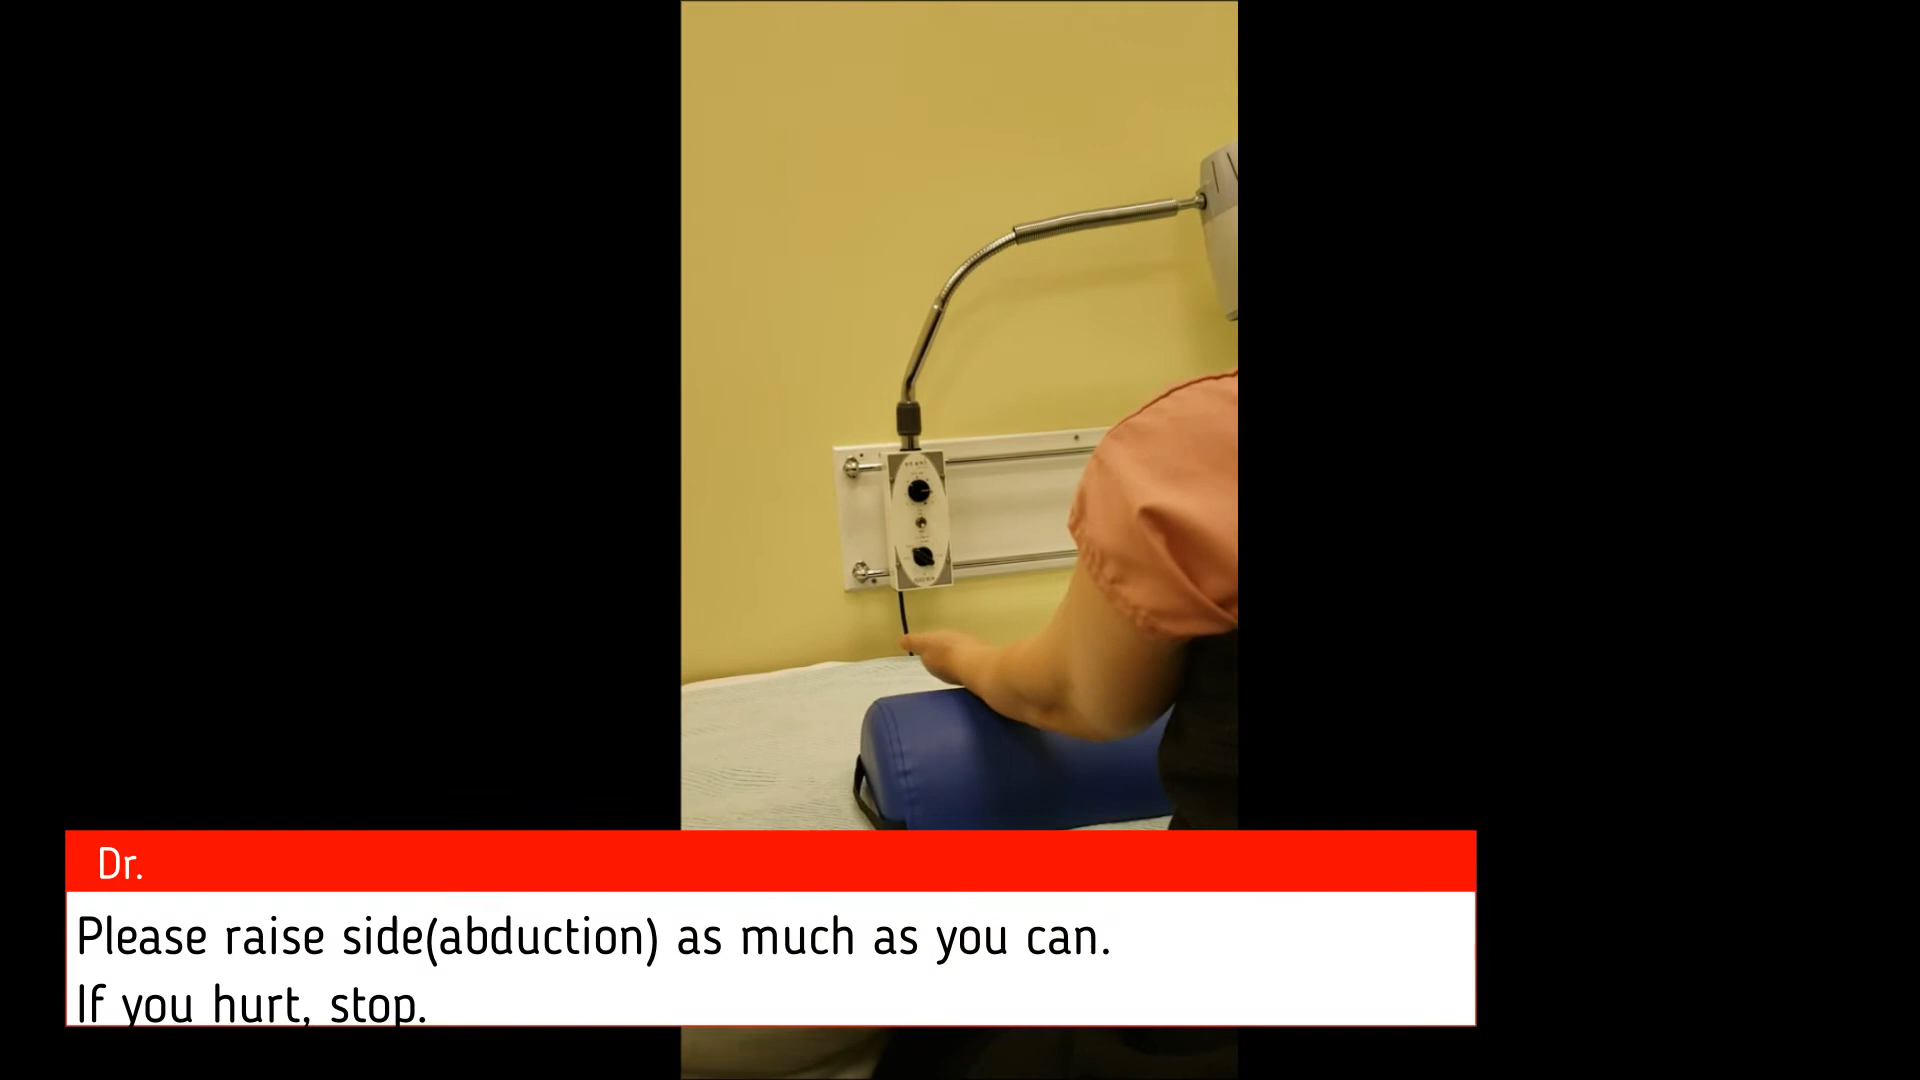 Dr.
Please raise side(abduction) as much as you can.
If you hurt, stop.